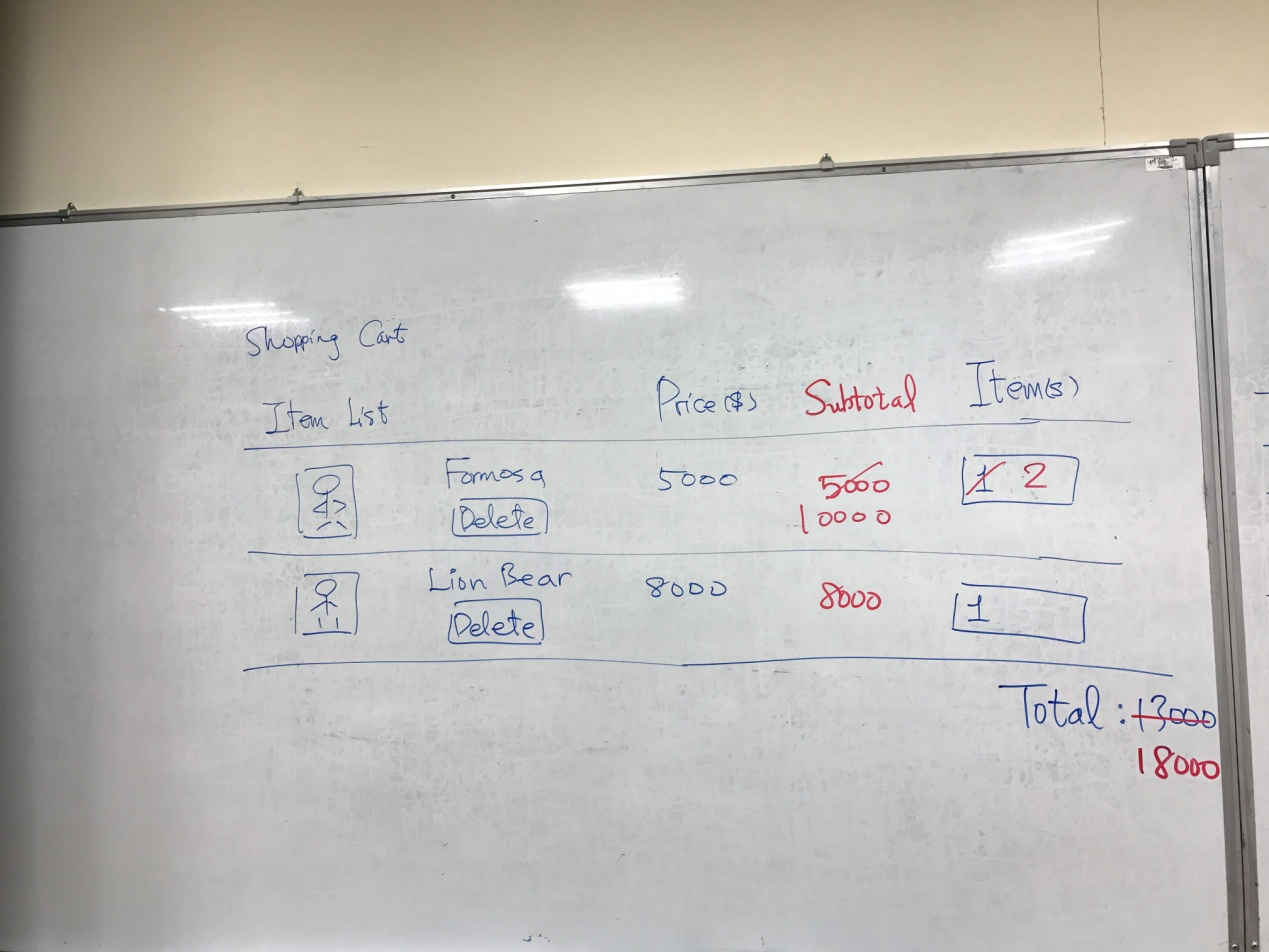 Shopping Cart
Item List Price($) Subtotal Item(s)
Formosa 5000 5000 1 2
Delete 10000
Lion Bear 8000 8000 1
Delete
Total : 13000
18000